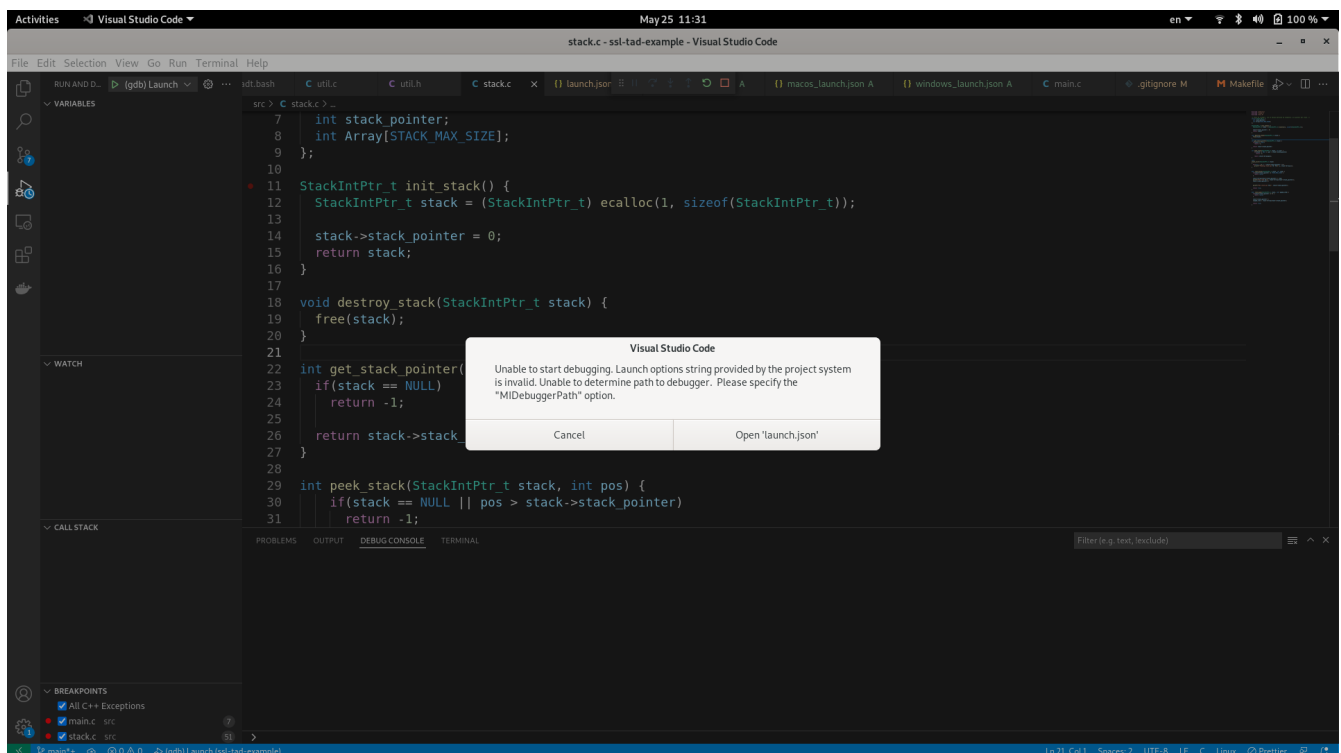 Activities Visual Studio Code May 25 11:31 en 100 %
stack.c - ssl-tad-example - Visual Studio Code
File Edit Selection View Go Run Terminal Help
RUN AND D... (gdb) Launch adt.bash C util.c C util.h C stack.c {} launch.json A {} macos_launch.json A {} windows_launch.json A C main.c .gitignore M M Makefile
VARIABLES
src > C stack.c > ...
7 int stack_pointer;
8 int Array[STACK_MAX_SIZE];
9 };
10
11 StackIntPtr_t init_stack() {
12 StackIntPtr_t stack = (StackIntPtr_t) ecalloc(1, sizeof(StackIntPtr_t));
13
14 stack->stack_pointer = 0;
15 return stack;
16 }
17
18 void destroy_stack(StackIntPtr_t stack) {
19 free(stack);
20 }
21
WATCH
22 int get_stack_pointer(
23 if(stack == NULL)
24 return -1;
25
26 return stack->stack_
27 }
28
29 int peek_stack(StackIntPtr_t stack, int pos) {
30 if(stack == NULL || pos > stack->stack_pointer)
31 return -1;
Visual Studio Code
Unable to start debugging. Launch options string provided by the project system
is invalid. Unable to determine path to debugger. Please specify the
"MIDebuggerPath" option.
Cancel Open 'launch.json'
CALL STACK
PROBLEMS OUTPUT DEBUG CONSOLE TERMINAL Filter (e.g. text, !exclude)
BREAKPOINTS
All C++ Exceptions
main.c src 7
stack.c src 51
>
main*+ 0 0 (gdb) Launch (ssl-tad-example) Ln 21, Col 1 Spaces: 2 UTF-8 LF C Linux Prettier